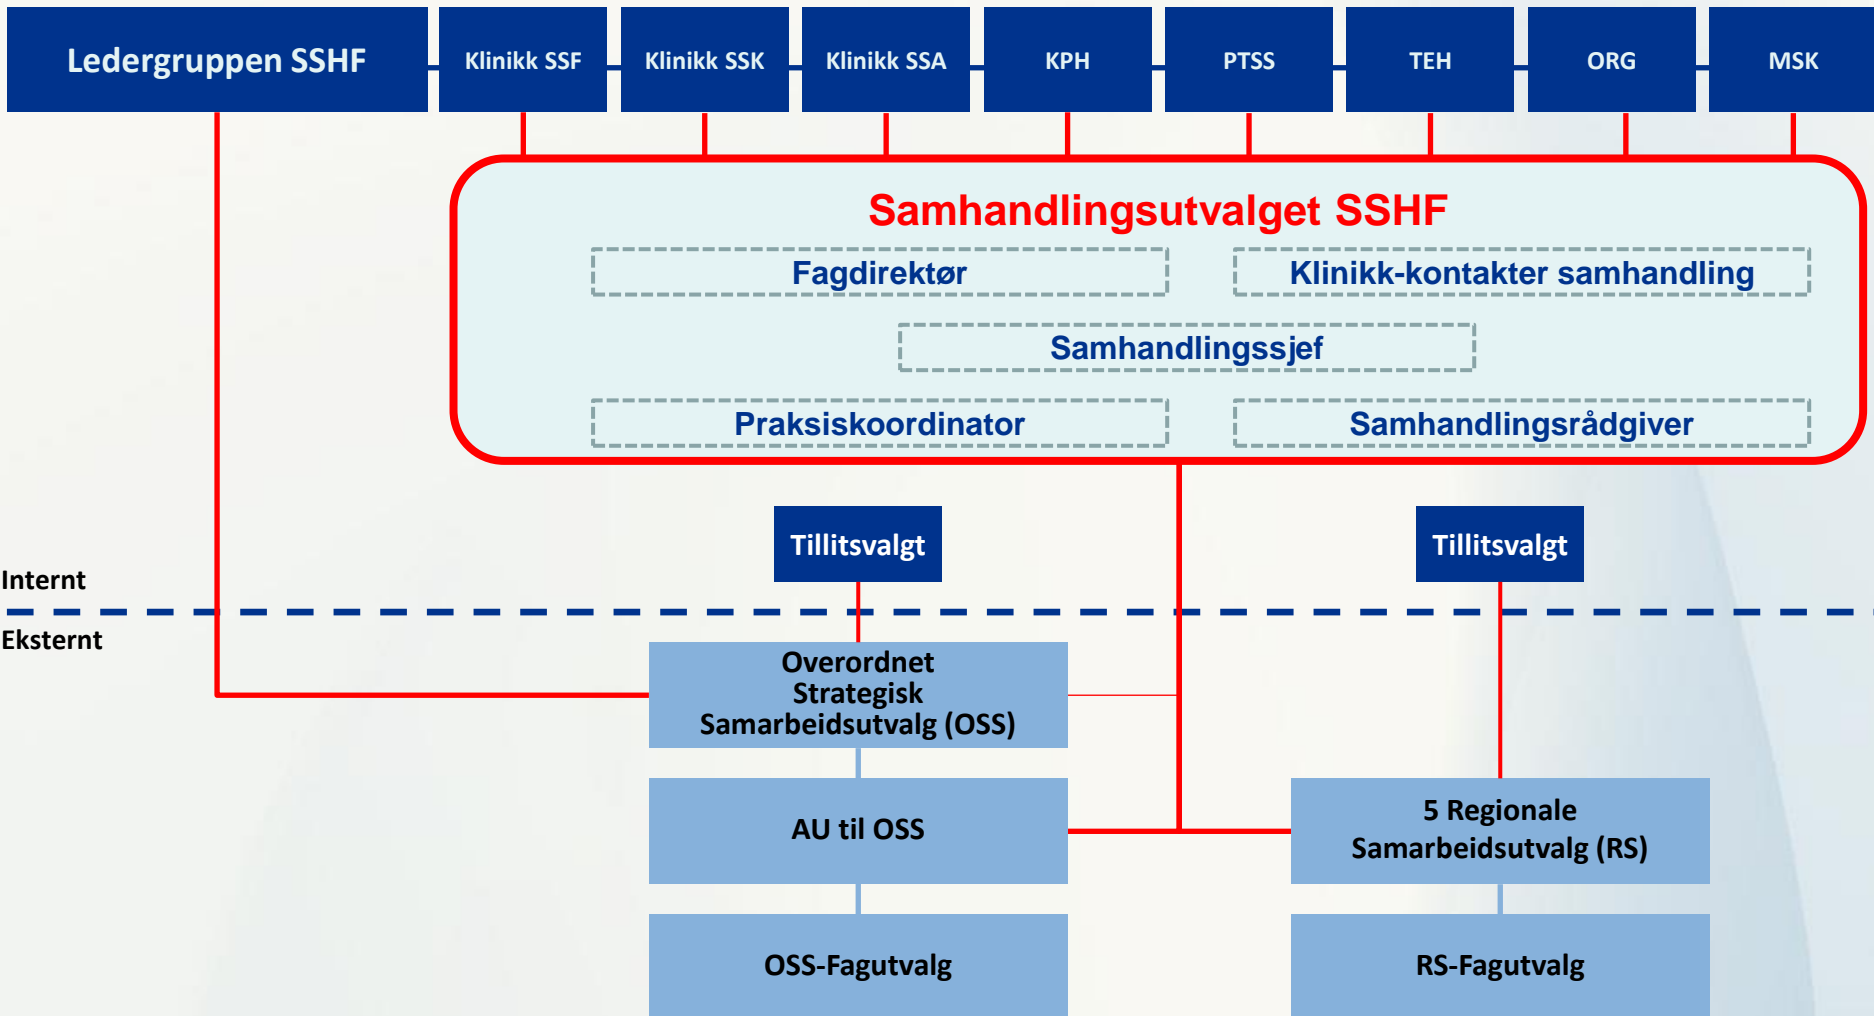 Ledergruppen SSHF
Klinikk SSF
Klinikk SSK
Klinikk SSA
KPH
PTSS
TEH
ORG
MSK
Samhandlingsutvalget SSHF
Fagdirektør
Klinikk-kontakter samhandling
Samhandlingssjef
Praksiskoordinator
Samhandlingsrådgiver
Tillitsvalgt
Tillitsvalgt
Internt
Eksternt
Overordnet
Strategisk
Samarbeidsutvalg (OSS)
AU til OSS
5 Regionale
Samarbeidsutvalg (RS)
OSS-Fagutvalg
RS-Fagutvalg